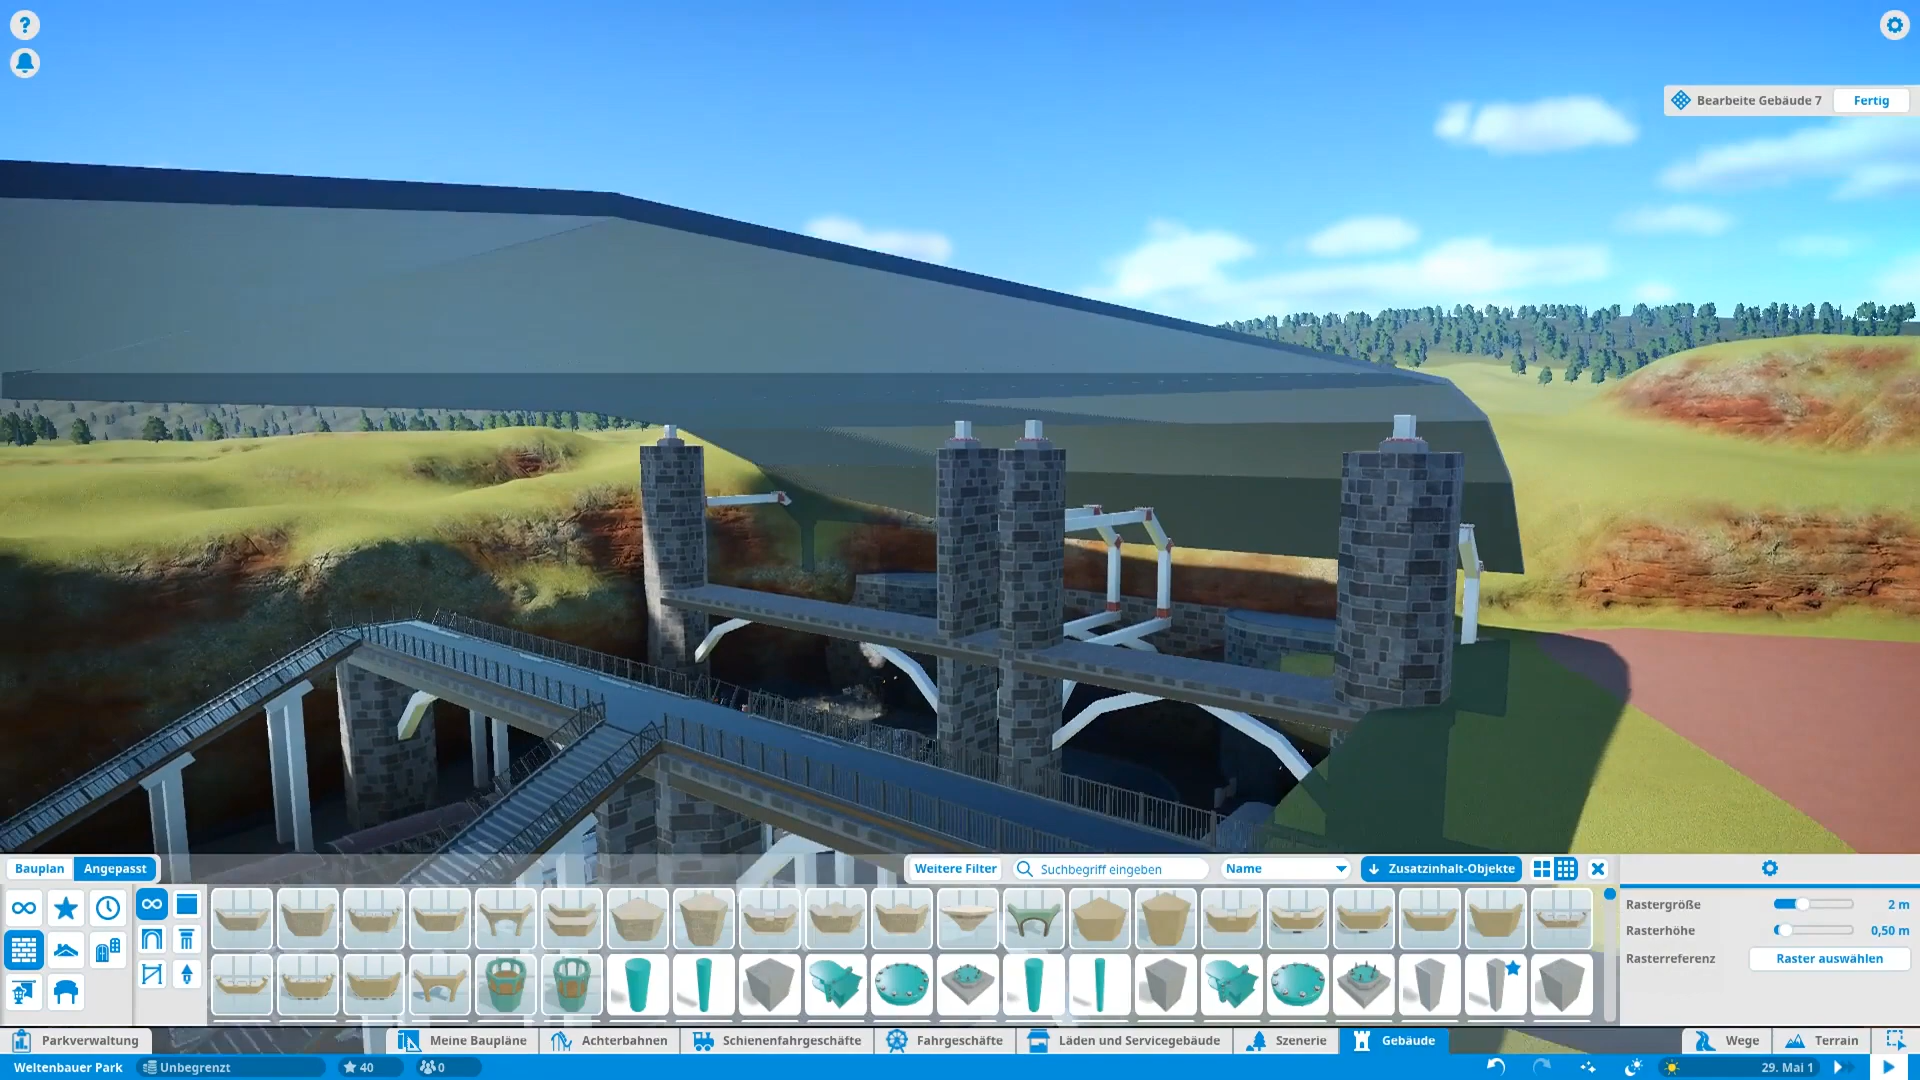 ?
Bearbeite Gebäude 7 Fertig
Bauplan Angepasst Weitere Filter Suchbegriff eingeben Name Zusatzinhalt-Objekte
Rastergröße 2 m
Rasterhöhe 0,50 m
Rasterreferenz Raster auswählen
Parkverwaltung Meine Baupläne Achterbahnen Schienenfahrgeschäfte Fahrgeschäfte Läden und Servicegebäude Szenerie Gebäude Wege Terrain
Weltenbauer Park Unbegrenzt 40 0 29. Mai 1